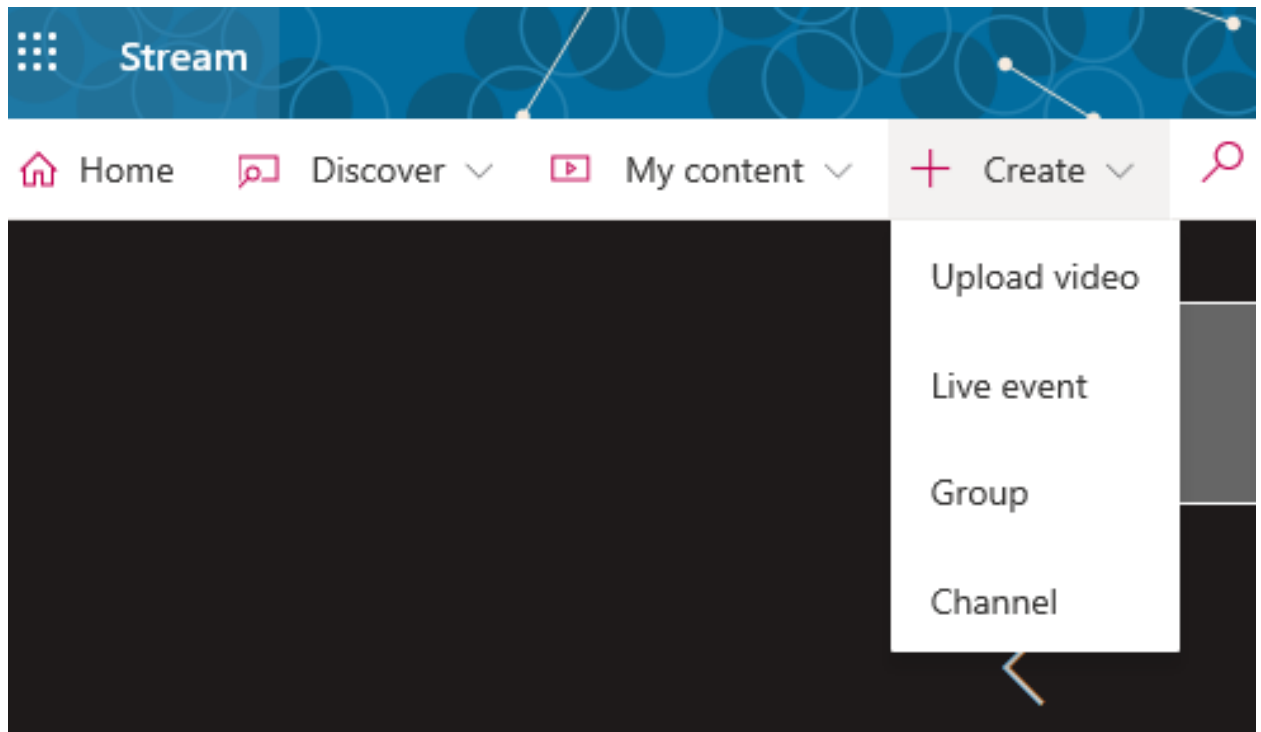 Stream
Home Discover My content Create
Upload video
Live event
Group
Channel